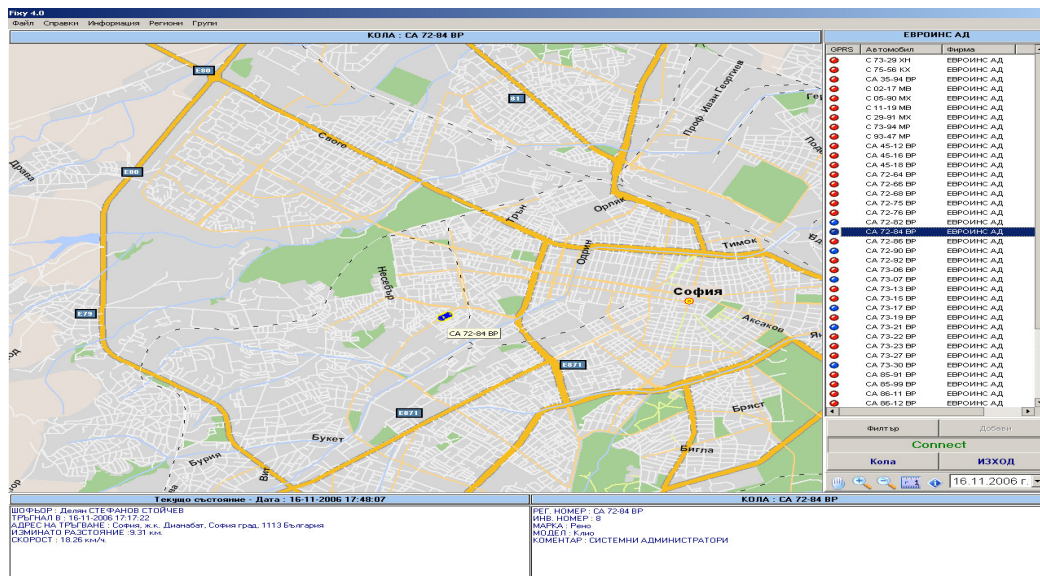 Fixy 4.0
Файл Справки Информация Региони Групи
КОЛА : СА 72-84 ВР
ЕВРОИНС АД
GPRS Автомобил Фирма
С 73-29 ХН ЕВРОИНС АД
С 75-56 КХ ЕВРОИНС АД
СА 35-94 ВР ЕВРОИНС АД
С 02-17 МВ ЕВРОИНС АД
С 05-90 МХ ЕВРОИНС АД
С 11-19 МВ ЕВРОИНС АД
С 29-91 МХ ЕВРОИНС АД
С 73-94 МР ЕВРОИНС АД
С 93-47 МР ЕВРОИНС АД
СА 45-12 ВР ЕВРОИНС АД
СА 45-16 ВР ЕВРОИНС АД
СА 45-18 ВР ЕВРОИНС АД
СА 72-64 ВР ЕВРОИНС АД
СА 72-66 ВР ЕВРОИНС АД
СА 72-68 ВР ЕВРОИНС АД
СА 72-75 ВР ЕВРОИНС АД
СА 72-76 ВР ЕВРОИНС АД
СА 72-82 ВР ЕВРОИНС АД
СА 72-84 ВР ЕВРОИНС АД
СА 72-86 ВР ЕВРОИНС АД
СА 72-90 ВР ЕВРОИНС АД
СА 72-92 ВР ЕВРОИНС АД
СА 73-06 ВР ЕВРОИНС АД
СА 73-07 ВР ЕВРОИНС АД
СА 73-13 ВР ЕВРОИНС АД
СА 73-15 ВР ЕВРОИНС АД
СА 73-17 ВР ЕВРОИНС АД
СА 73-19 ВР ЕВРОИНС АД
СА 73-21 ВР ЕВРОИНС АД
СА 73-22 ВР ЕВРОИНС АД
СА 73-23 ВР ЕВРОИНС АД
СА 73-27 ВР ЕВРОИНС АД
СА 73-30 ВР ЕВРОИНС АД
СА 85-91 ВР ЕВРОИНС АД
СА 85-99 ВР ЕВРОИНС АД
СА 86-11 ВР ЕВРОИНС АД
СА 86-12 ВР ЕВРОИНС АД
Филтър Добави
Connect
Кола ИЗХОД
16.11.2006 г.
E80
81
Проф. Иван Георгиев
Своге
Драва
E80
Трън
Орляк
Тимок
Одрин
Несебър
София
E79
СА 72-84 ВР
Аксаков
E871
E871
Бряст
Букет
Бигла
Бурия
Вит
Текущо състояние - Дата : 16-11-2006 17:48:07
ШОФЬОР : Делян СТЕФАНОВ СТОЙЧЕВ
ТРЪГНАЛ В : 16-11-2006 17:17:22
АДРЕС НА ТРЪГВАНЕ : София, ж.к. Дианабат, София град, 1113 България
ИЗМИНАТО РАЗСТОЯНИЕ :9.31 км.
СКОРОСТ : 18.26 км/ч.
КОЛА : СА 72-84 ВР
РЕГ. НОМЕР : СА 72-84 ВР
ИНВ. НОМЕР : 8
МАРКА : Рено
МОДЕЛ : Клио
КОМЕНТАР : СИСТЕМНИ АДМИНИСТРАТОРИ